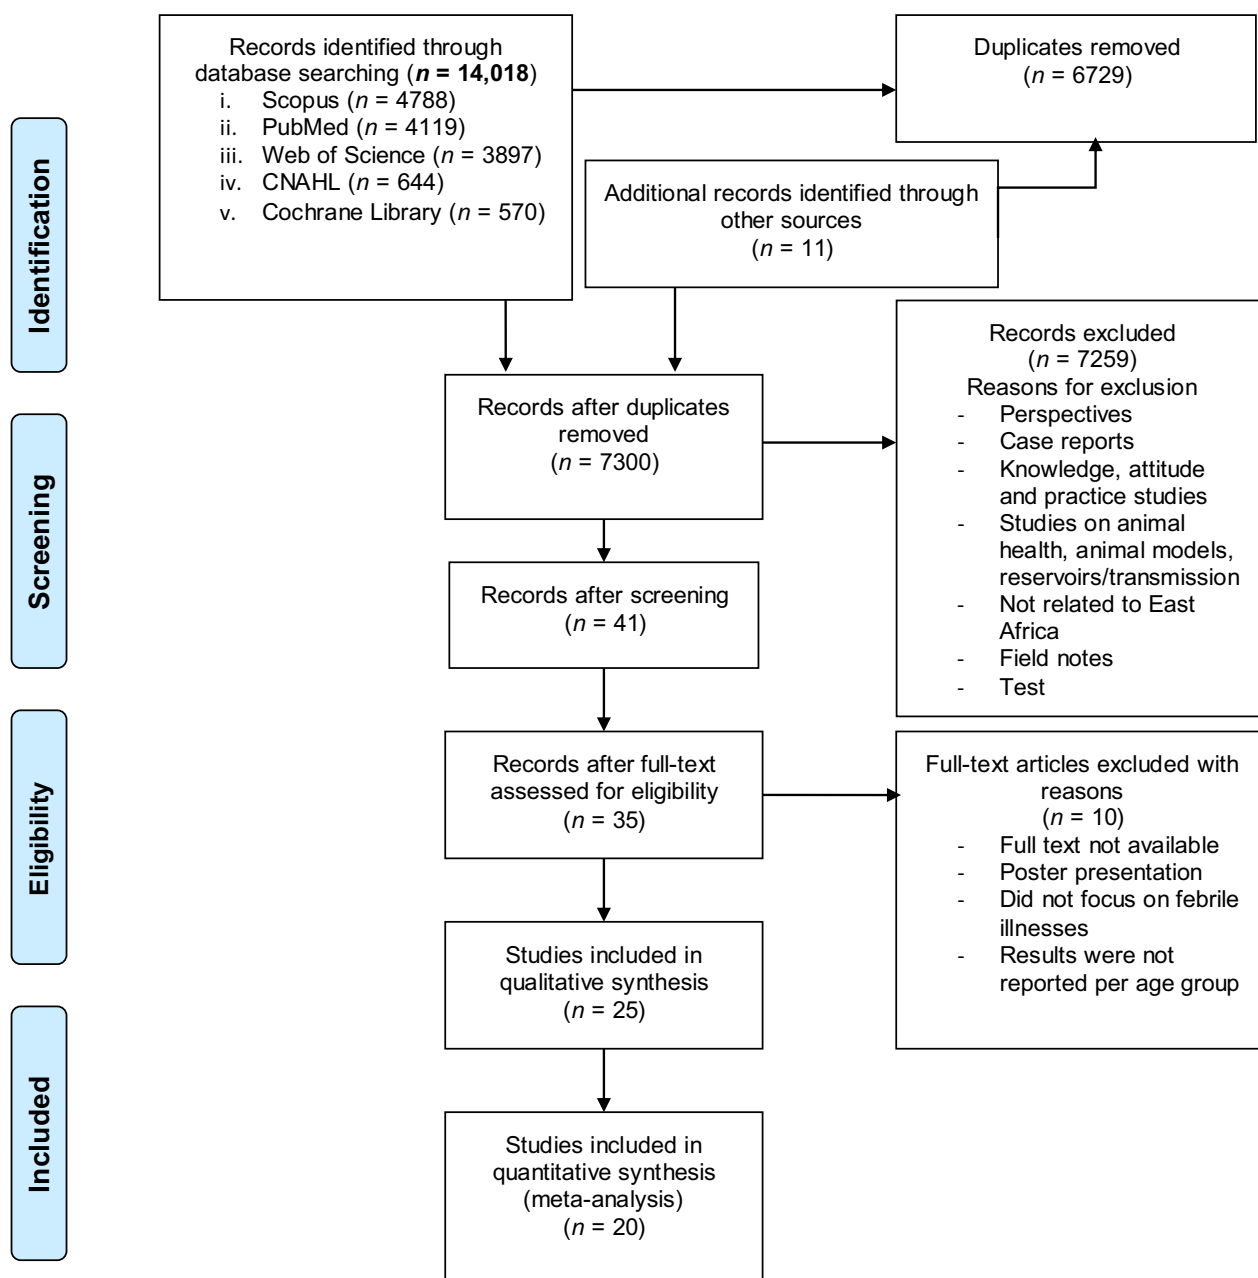 Records identified through
database searching (n = 14,018)
i. Scopus (n = 4788)
ii. PubMed (n = 4119)
iii. Web of Science (n = 3897)
iv. CNAHL (n = 644)
v. Cochrane Library (n = 570)
Duplicates removed
(n = 6729)
Additional records identified through
other sources
(n = 11)
Identification
Records after duplicates
removed
(n = 7300)
Records excluded
(n = 7259)
Reasons for exclusion
- Perspectives
- Case reports
- Knowledge, attitude
and practice studies
- Studies on animal
health, animal models,
reservoirs/transmission
- Not related to East
Africa
- Field notes
- Test
Screening
Records after screening
(n = 41)
Records after full-text
assessed for eligibility
(n = 35)
Full-text articles excluded with
reasons
(n = 10)
- Full text not available
- Poster presentation
- Did not focus on febrile
illnesses
- Results were not
reported per age group
Eligibility
Studies included in
qualitative synthesis
(n = 25)
Included
Studies included in
quantitative synthesis
(meta-analysis)
(n = 20)